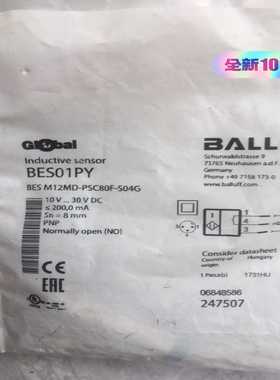 全新10
Global
Inductive sensor
BES01PY
BES M12MD-PSC80F-S04G
10 V ... 30 V DC
≤ 200,0 mA
Sn = 8 mm
PNP
Normally open (NO)
BALL
Schurwaldstrasse 9
73765 Neuhausen a.d.F.
Germany
Phone +49 7158 173-0
www.balluff.com
Consider datasheet
Country of Origin Hungary
1 Piece(s) 1731HU
06848586
247507